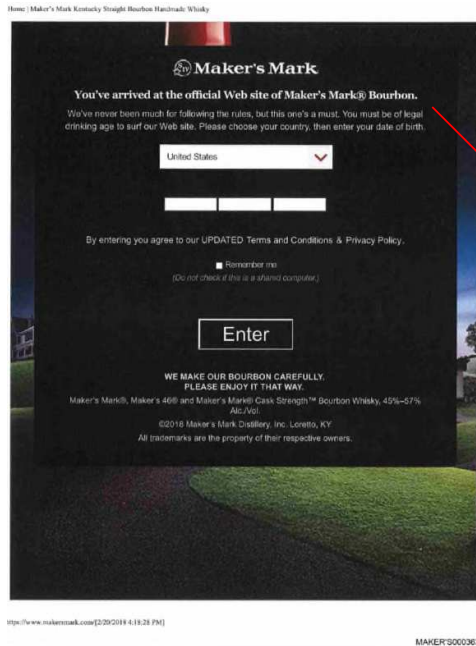 Home | Maker's Mark Kentucky Straight Bourbon Handmade Whisky
SIV Maker's Mark
You've arrived at the official Web site of Maker's Mark® Bourbon.
We've never been much for following the rules, but this one's a must. You must be of legal
drinking age to surf our Web site. Please choose your country, then enter your date of birth.
United States
By entering you agree to our UPDATED Terms and Conditions & Privacy Policy.
Remember me
(Do not check if this is a shared computer.)
Enter
WE MAKE OUR BOURBON CAREFULLY.
PLEASE ENJOY IT THAT WAY.
Maker's Mark®, Maker's 46® and Maker's Mark® Cask Strength™ Bourbon Whisky, 45%–57%
Alc./Vol.
©2016 Maker's Mark Distillery, Inc. Loretto, KY
All trademarks are the property of their respective owners.
https://www.makersmark.com/[2/20/2018 4:18:28 PM]